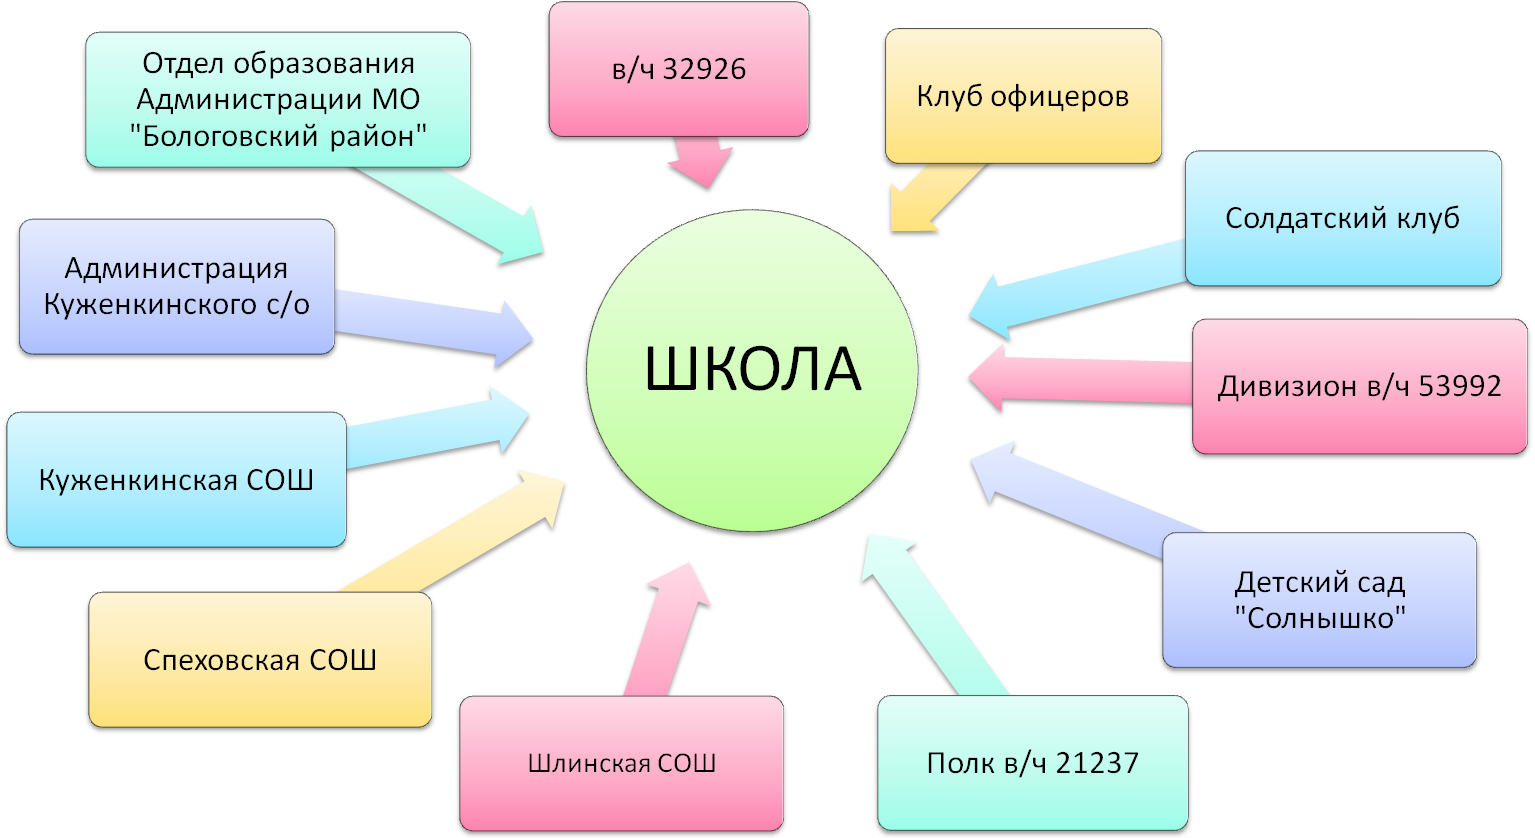 Отдел образования
Администрации МО
"Бологовский район"
в/ч 32926
Клуб офицеров
Солдатский клуб
Администрация
Куженкинского с/о
ШКОЛА
Дивизион в/ч 53992
Куженкинская СОШ
Детский сад
"Солнышко"
Спеховская СОШ
Шлинская СОШ
Полк в/ч 21237